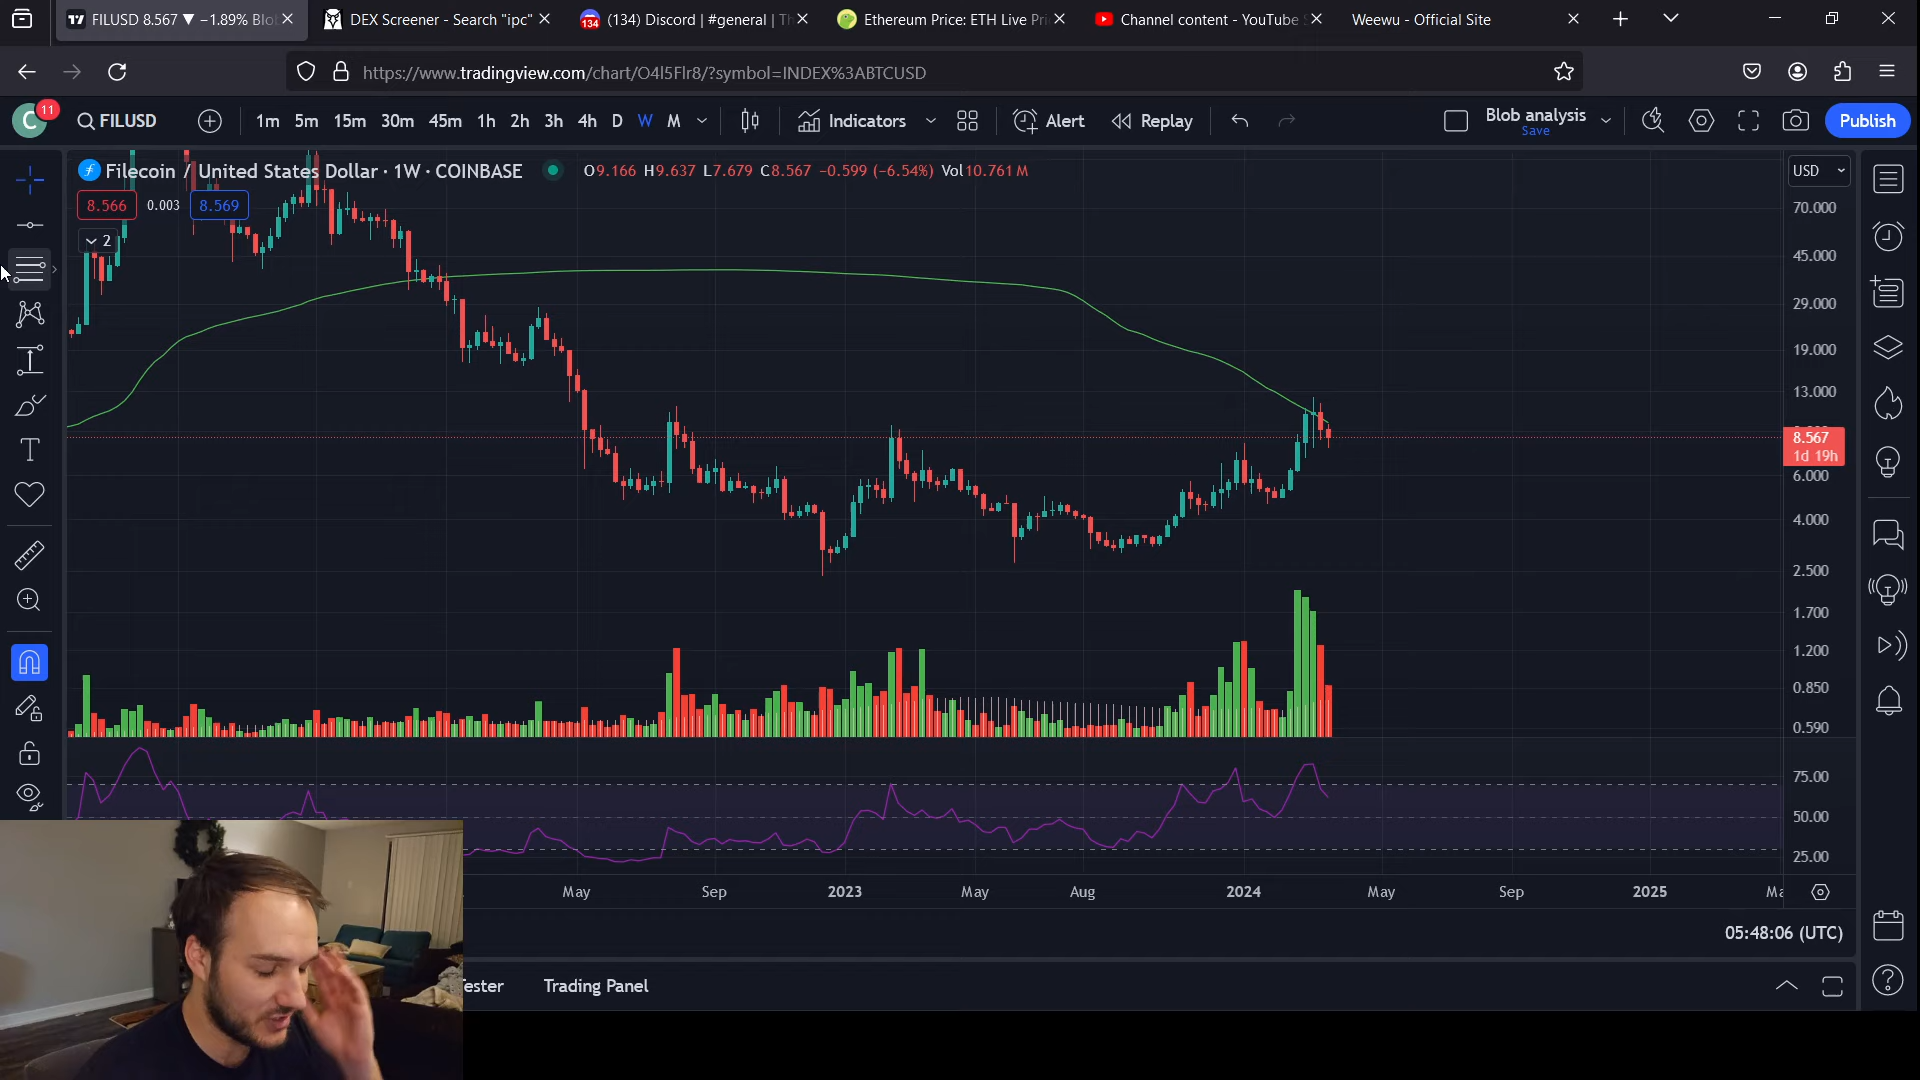 FILUSD 8.567 ▼ −1.89% Blo
DEX Screener - Search "ipc"
134
(134) Discord | #general | Th
Ethereum Price: ETH Live Pri
Channel content - YouTube S
Weewu - Official Site
https://www.tradingview.com/chart/O4l5Flr8/?symbol=INDEX%3ABTCUSD
C
11
FILUSD
1m 5m 15m 30m 45m 1h 2h 3h 4h D W M
Indicators
Alert
Replay
Blob analysis
Save
Publish
Filecoin / United States Dollar · 1W · COINBASE
O9.166 H9.637 L7.679 C8.567 −0.599 (−6.54%) Vol10.761 M
USD
8.566
0.003
8.569
2
70.000
45.000
29.000
19.000
13.000
8.567
1d 19h
6.000
4.000
2.500
1.700
1.200
0.850
0.590
75.00
50.00
25.00
May
Sep
2023
May
Aug
2024
May
Sep
2025
Ma
05:48:06 (UTC)
ester
Trading Panel